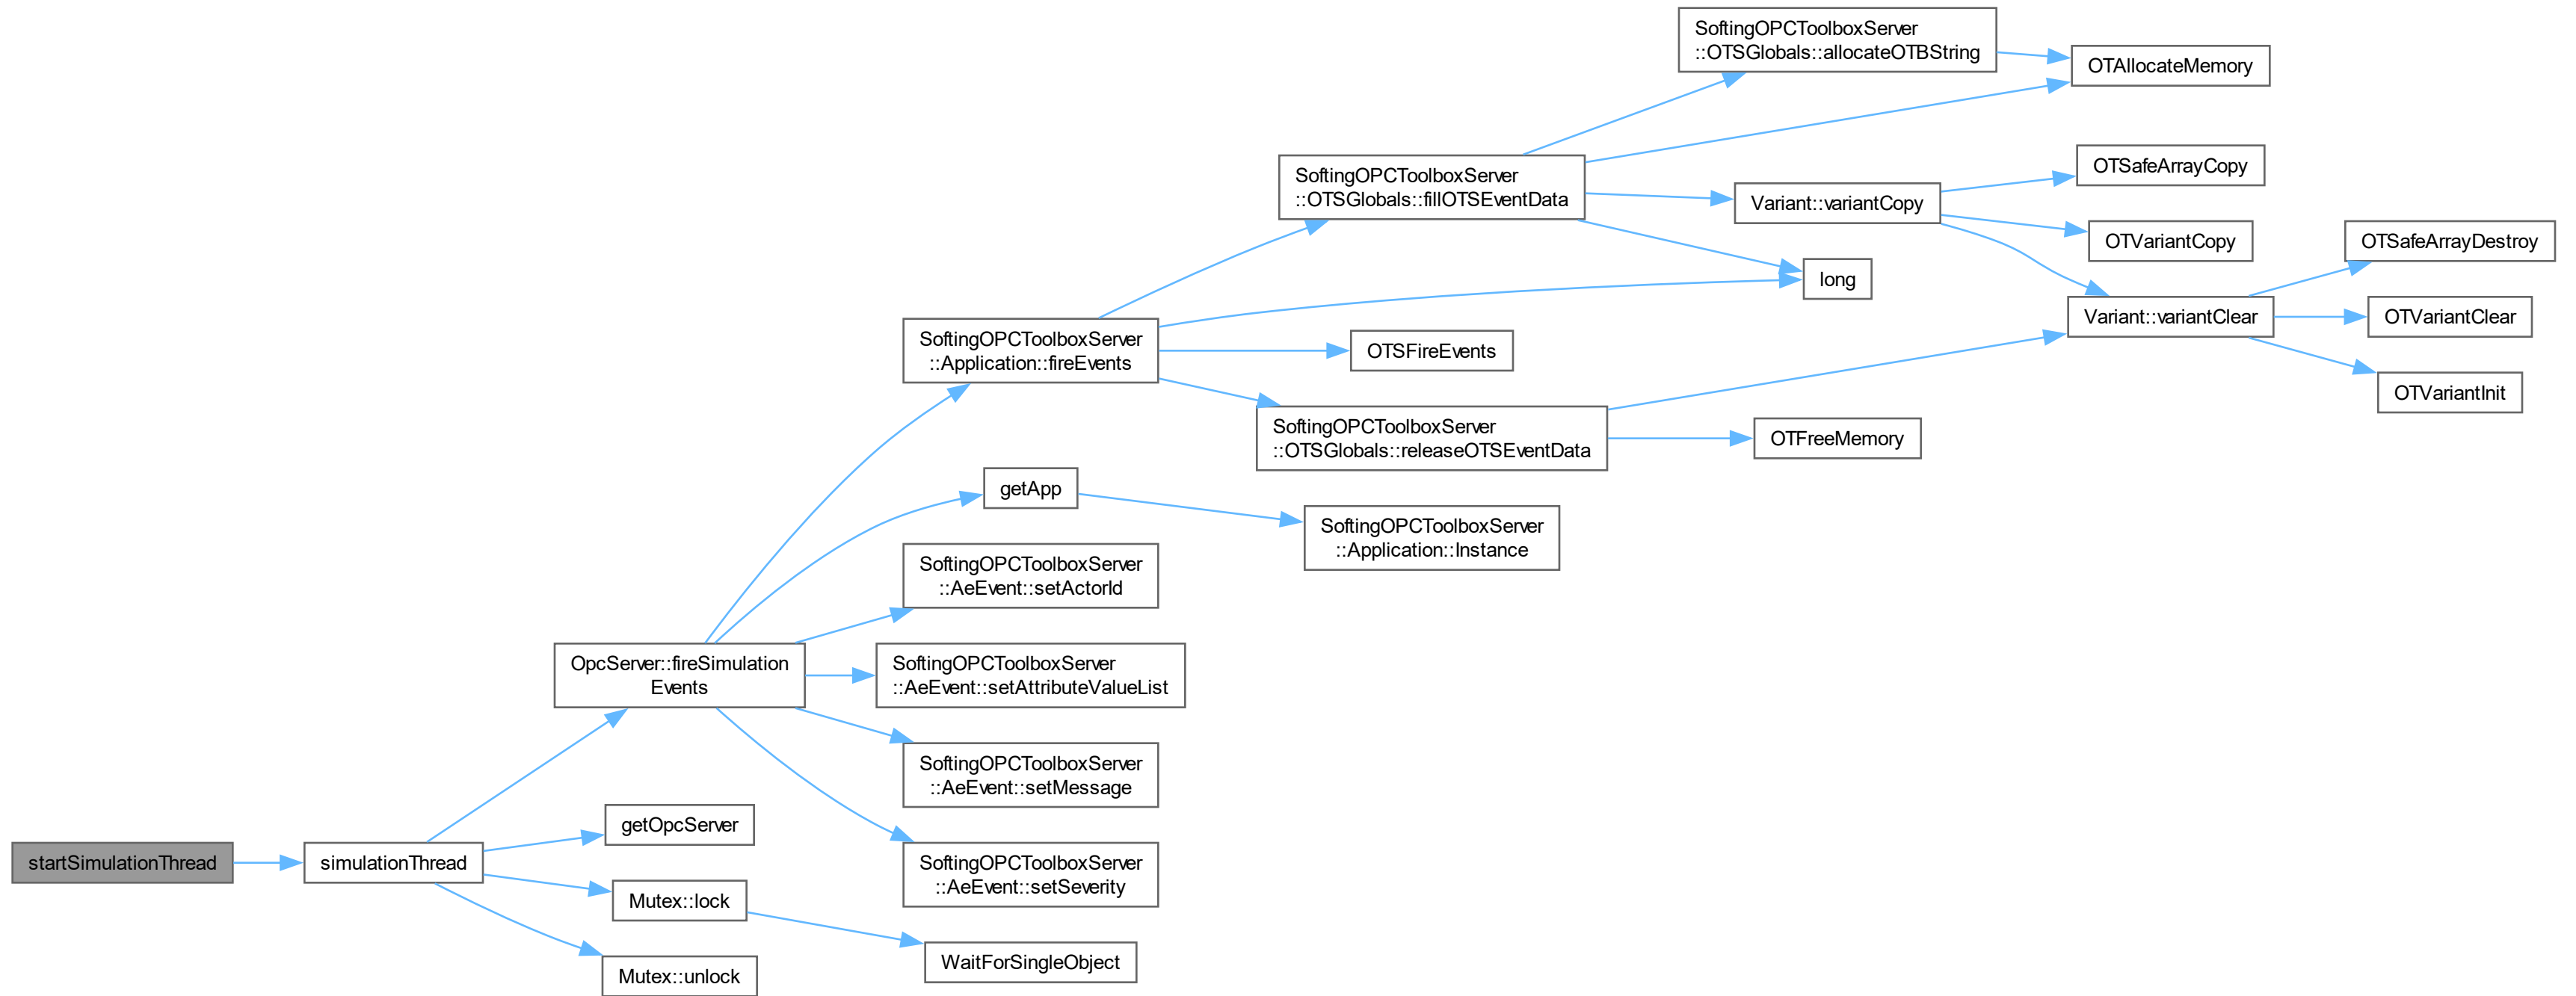 startSimulationThread
simulationThread
OpcServer::fireSimulation
Events
getOpcServer
Mutex::lock
Mutex::unlock
SoftingOPCToolboxServer
::Application::fireEvents
getApp
SoftingOPCToolboxServer
::AeEvent::setActorId
SoftingOPCToolboxServer
::AeEvent::setAttributeValueList
SoftingOPCToolboxServer
::AeEvent::setMessage
SoftingOPCToolboxServer
::AeEvent::setSeverity
WaitForSingleObject
SoftingOPCToolboxServer
::OTSGlobals::fillOTSEventData
OTSFireEvents
SoftingOPCToolboxServer
::OTSGlobals::releaseOTSEventData
SoftingOPCToolboxServer
::Application::Instance
SoftingOPCToolboxServer
::OTSGlobals::allocateOTBString
Variant::variantCopy
long
OTFreeMemory
OTAllocateMemory
OTSafeArrayCopy
OTVariantCopy
Variant::variantClear
OTSafeArrayDestroy
OTVariantClear
OTVariantInit